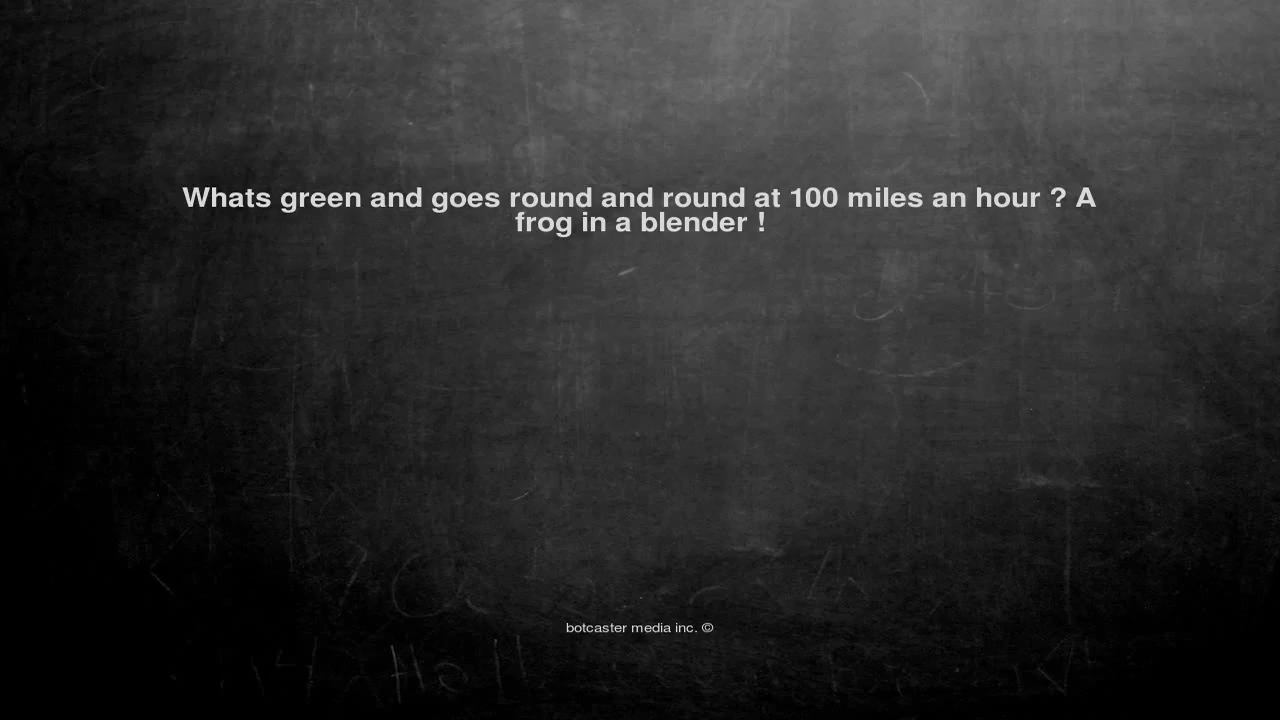 Whats green and goes round and round at 100 miles an hour ? A
frog in a blender !
botcaster media inc. ©